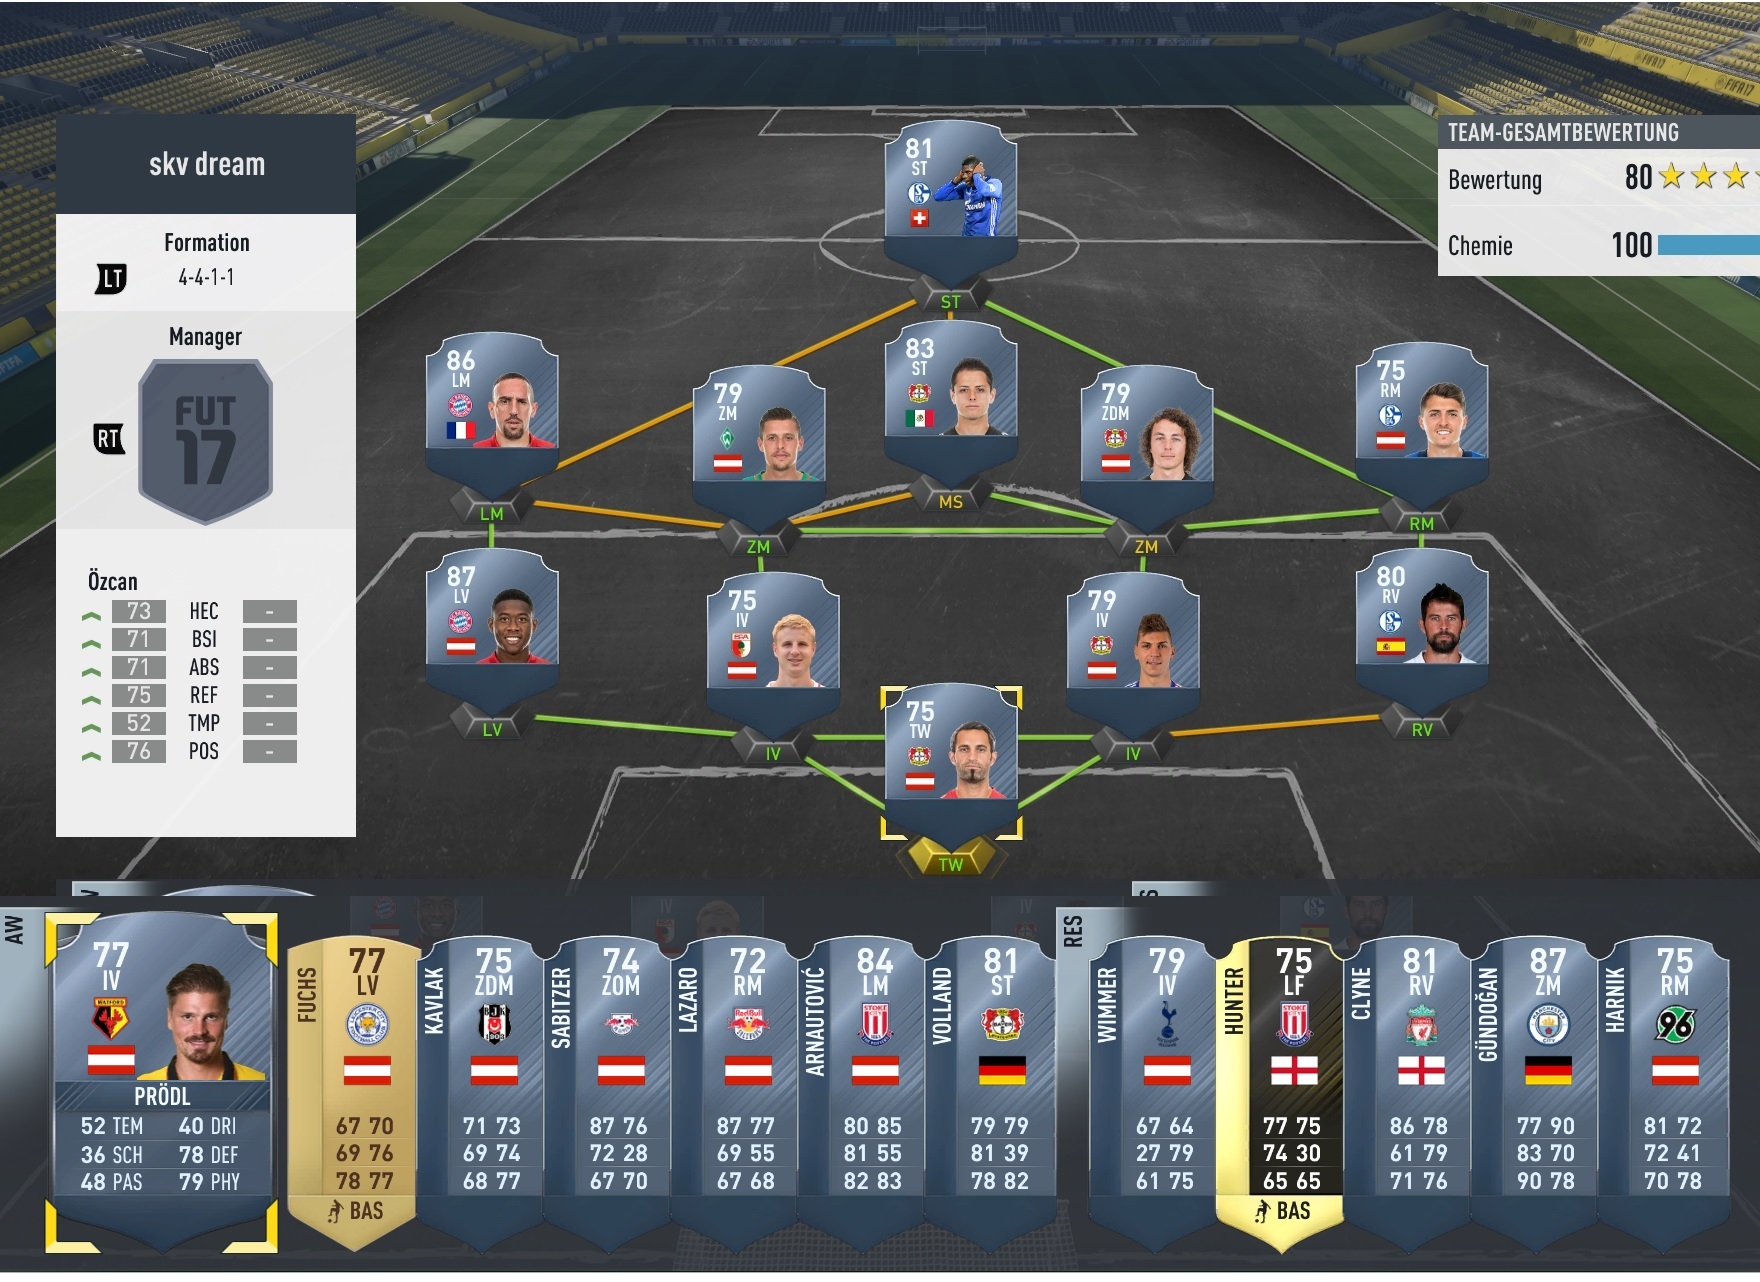 skv dream
Formation
LT
4-4-1-1
Manager
FUT
17
RT
Özcan
73 HEC -
71 BSI -
71 ABS -
75 REF -
52 TMP -
76 POS -
TEAM-GESAMTBEWERTUNG
Bewertung 80
Chemie 100
81
ST
ST
86
LM
LM
79
ZM
ZM
83
ST
MS
79
ZDM
ZM
75
RM
RM
87
LV
LV
75
IV
IV
79
IV
IV
80
RV
RV
75
TW
TW
AW
77
IV
PRÖDL
52 TEM 40 DRI
36 SCH 78 DEF
48 PAS 79 PHY
FUCHS
77
LV
67 70
69 76
78 77
BAS
KAVLAK
75
ZDM
71 73
69 74
68 77
SABITZER
74
ZOM
87 76
72 28
67 70
LAZARO
72
RM
87 77
69 55
67 68
ARNAUTOVIĆ
84
LM
80 85
81 55
82 83
VOLLAND
81
ST
79 79
81 39
78 82
RES
WIMMER
79
IV
67 64
27 79
61 75
HUNTER
75
LF
77 75
74 30
65 65
BAS
CLYNE
81
RV
86 78
61 79
71 76
GÜNDOĞAN
87
ZM
77 90
83 70
90 78
HARNIK
75
RM
81 72
72 41
70 78